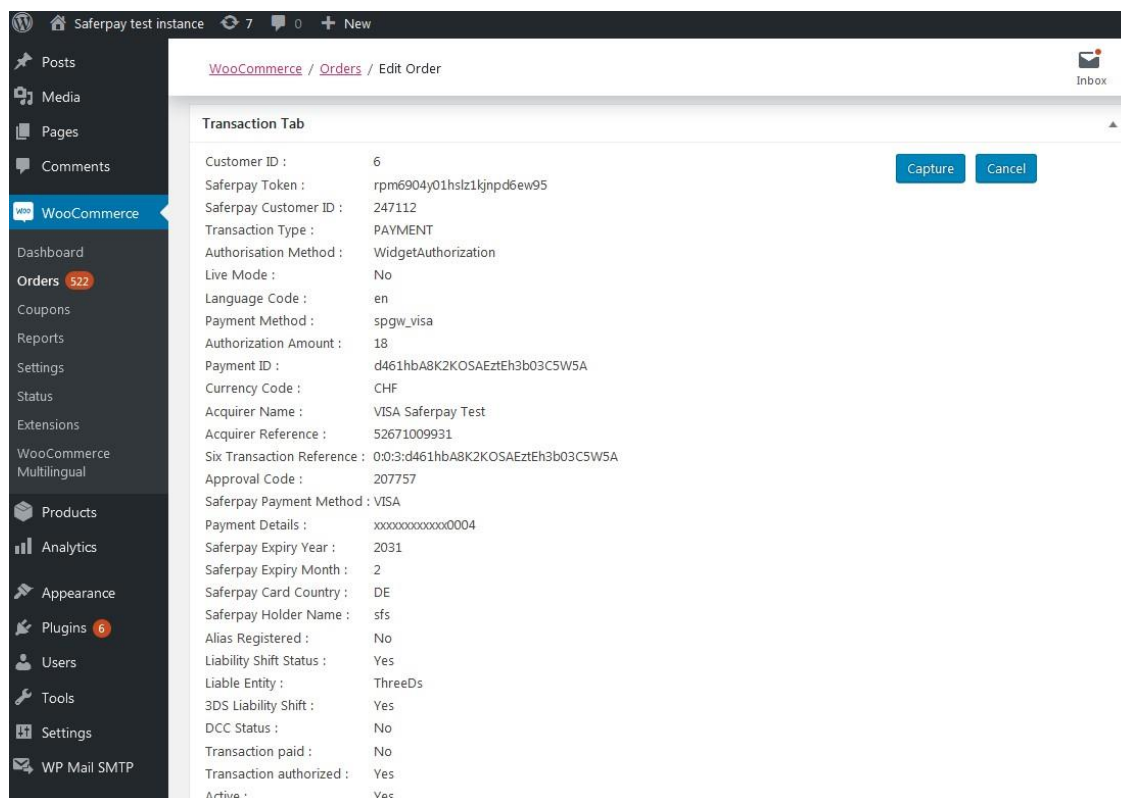 Saferpay test instance 7 0 + New
Posts
Media
Pages
Comments
WooCommerce
Dashboard
Orders 522
Coupons
Reports
Settings
Status
Extensions
WooCommerce
Multilingual
Products
Analytics
Appearance
Plugins 6
Users
Tools
Settings
WP Mail SMTP
WooCommerce / Orders / Edit Order
Inbox
Transaction Tab
Capture Cancel
Customer ID : 6
Saferpay Token : rpm6904y01hslz1kjnpd6ew95
Saferpay Customer ID : 247112
Transaction Type : PAYMENT
Authorisation Method : WidgetAuthorization
Live Mode : No
Language Code : en
Payment Method : spgw_visa
Authorization Amount : 18
Payment ID : d461hbA8K2KOSAEztEh3b03C5W5A
Currency Code : CHF
Acquirer Name : VISA Saferpay Test
Acquirer Reference : 52671009931
Six Transaction Reference : 0:0:3:d461hbA8K2KOSAEztEh3b03C5W5A
Approval Code : 207757
Saferpay Payment Method : VISA
Payment Details : xxxxxxxxxxxx0004
Saferpay Expiry Year : 2031
Saferpay Expiry Month : 2
Saferpay Card Country : DE
Saferpay Holder Name : sfs
Alias Registered : No
Liability Shift Status : Yes
Liable Entity : ThreeDs
3DS Liability Shift : Yes
DCC Status : No
Transaction paid : No
Transaction authorized : Yes
Active : Yes